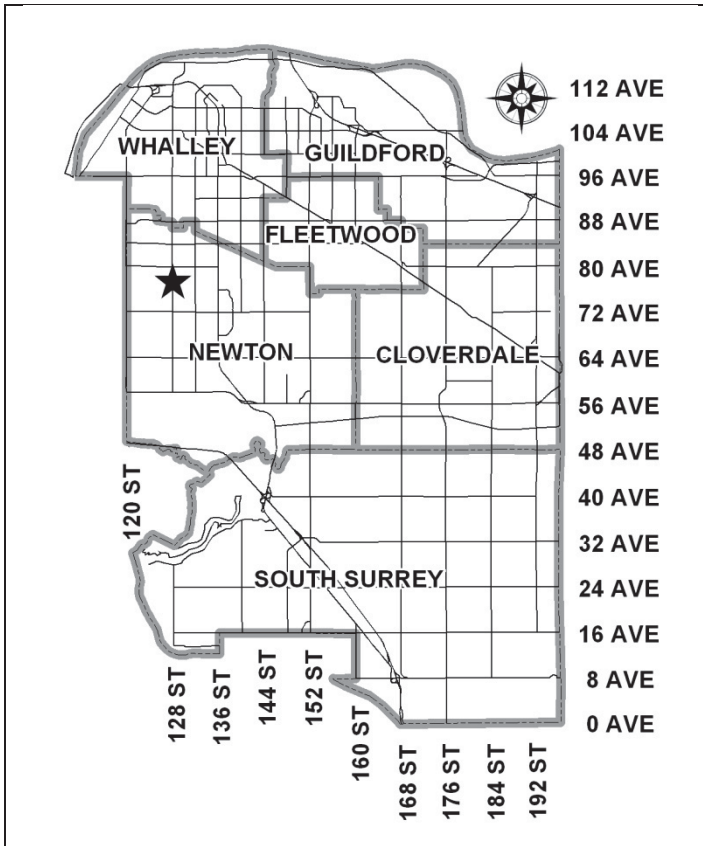 112 AVE
104 AVE
WHALLEY
GUILDFORD
96 AVE
88 AVE
FLEETWOOD
80 AVE
72 AVE
NEWTON
CLOVERDALE
64 AVE
56 AVE
48 AVE
120 ST
40 AVE
32 AVE
SOUTH SURREY
24 AVE
16 AVE
128 ST
136 ST
144 ST
152 ST
160 ST
168 ST
176 ST
184 ST
192 ST
8 AVE
0 AVE